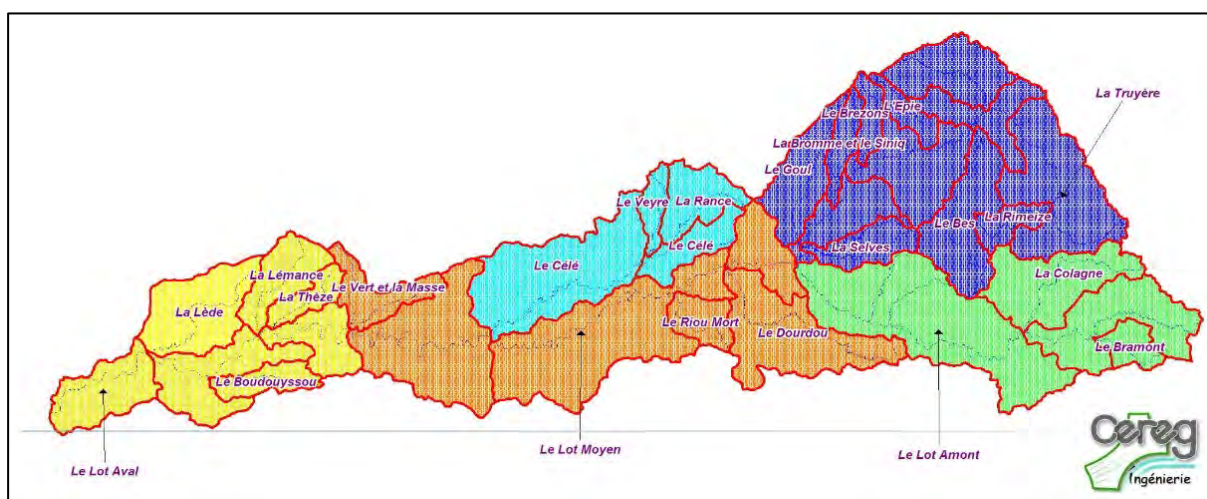 La Truyère
L'Epie
Le Brezons
La Bromme et le Siniq
Le Goul
Le Veyre
La Rance
Le Bes
La Rimeize
La Selves
Le Célé
Le Célé
La Colagne
La Lémance
Le Vert et la Masse
La Thèze
La Lède
Le Riou Mort
Le Dourdou
Le Bramont
Le Boudouyssou
Le Lot Aval
Le Lot Moyen
Le Lot Amont
Cereg
Ingénierie